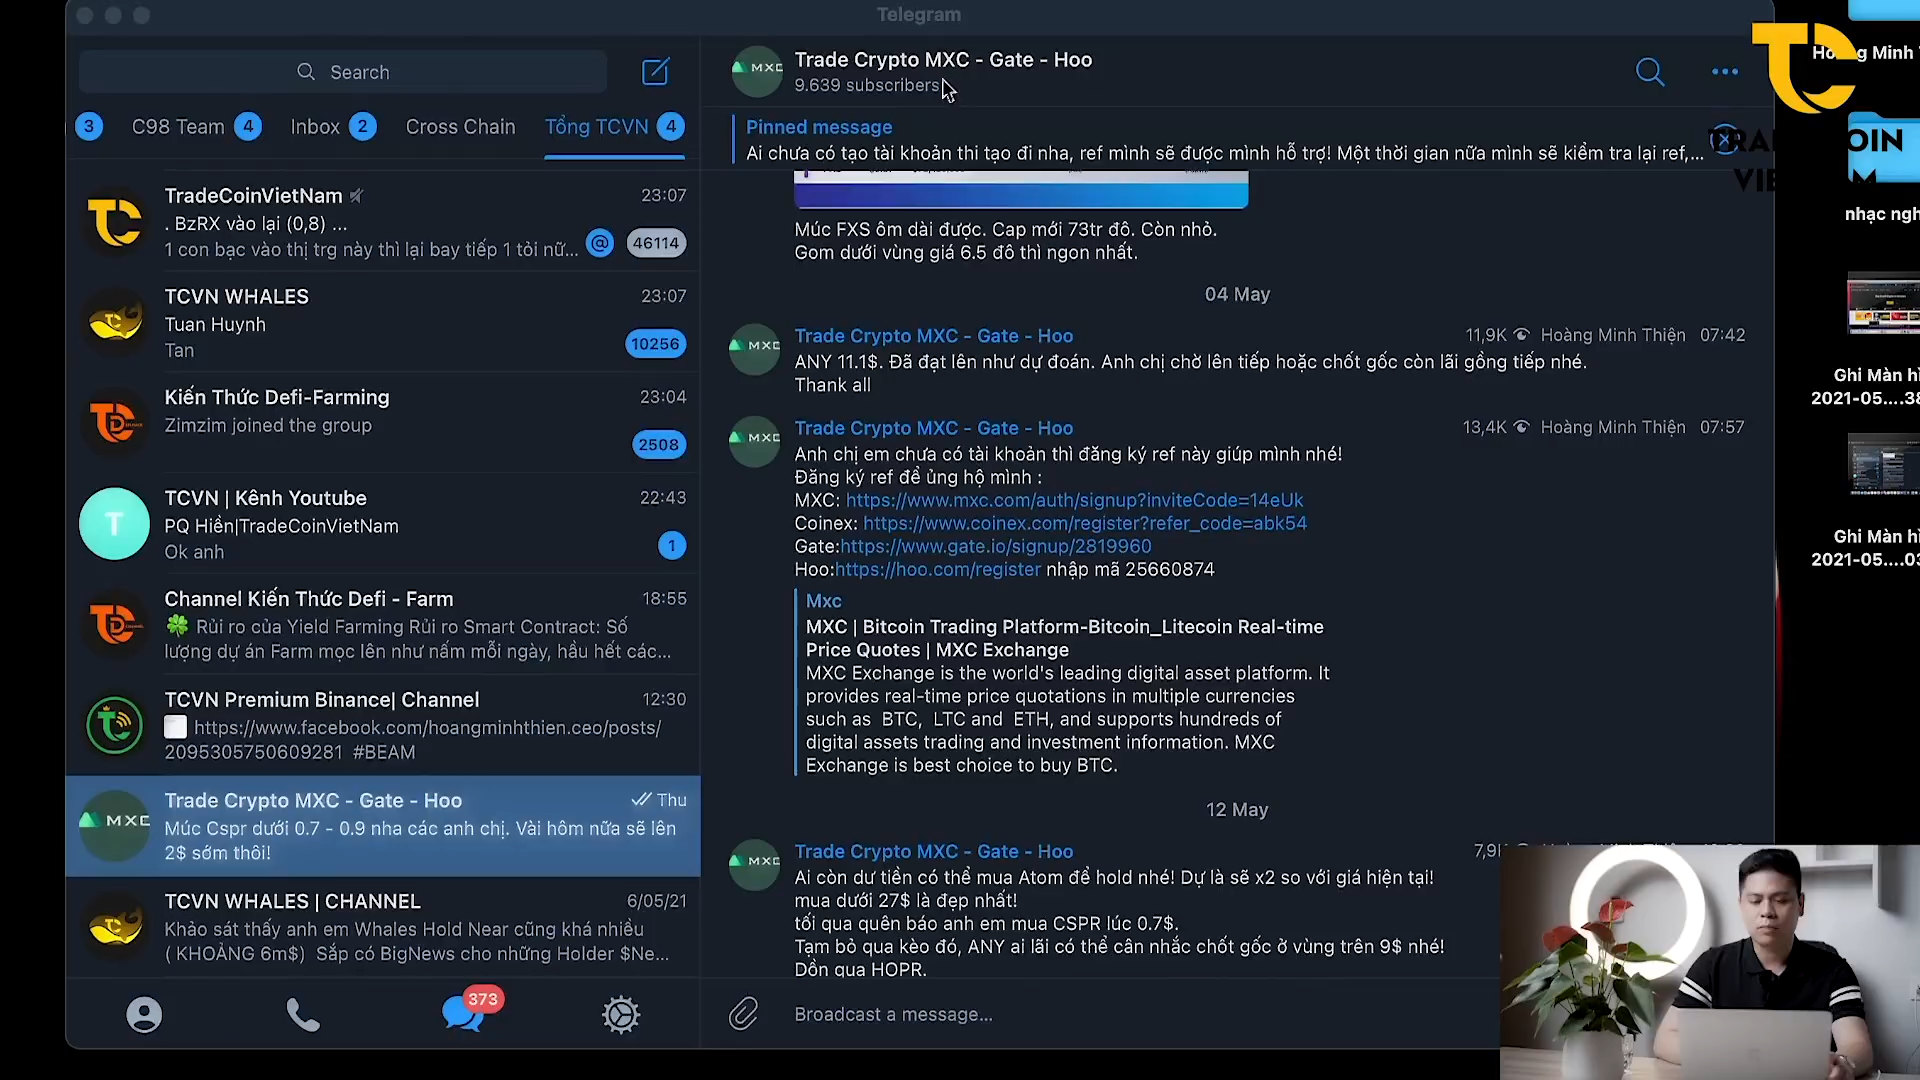 Telegram
Search
3
C98 Team 4
Inbox 2
Cross Chain
Tổng TCVN 4
TradeCoinVietNam 23:07
. BzRX vào lại (0,8) ...
1 con bạc vào thị trg này thì lại bay tiếp 1 tỏi nữ... @ 46114
TCVN WHALES 23:07
Tuan Huynh
Tan 10256
Kiến Thức Defi-Farming 23:04
Zimzim joined the group
2508
T
TCVN | Kênh Youtube 22:43
PQ Hiền|TradeCoinVietNam
Ok anh 1
Channel Kiến Thức Defi - Farm 18:55
🍀 Rủi ro của Yield Farming Rủi ro Smart Contract: Số
lượng dự án Farm mọc lên như nấm mỗi ngày, hầu hết các...
TCVN Premium Binance| Channel 12:30
https://www.facebook.com/hoangminhthien.ceo/posts/
2095305750609281 #BEAM
MXC
Trade Crypto MXC - Gate - Hoo Thu
Múc Cspr dưới 0.7 - 0.9 nha các anh chị. Vài hôm nữa sẽ lên
2$ sớm thôi!
TCVN WHALES | CHANNEL 6/05/21
Khảo sát thấy anh em Whales Hold Near cũng khá nhiều
( KHOẢNG 6m$) Sắp có BigNews cho những Holder $Ne...
373
MXC
Trade Crypto MXC - Gate - Hoo
9.639 subscribers
Pinned message
Ai chưa có tạo tài khoản thi tạo đi nha, ref mình sẽ được mình hỗ trợ! Một thời gian nữa mình sẽ kiểm tra lại ref,...
Múc FXS ôm dài được. Cap mới 73tr đô. Còn nhỏ.
Gom dưới vùng giá 6.5 đô thì ngon nhất.
04 May
MXC
Trade Crypto MXC - Gate - Hoo 11,9K Hoàng Minh Thiện 07:42
ANY 11.1$. Đã đạt lên như dự đoán. Anh chị chờ lên tiếp hoặc chốt gốc còn lãi gồng tiếp nhé.
Thank all
MXC
Trade Crypto MXC - Gate - Hoo 13,4K Hoàng Minh Thiện 07:57
Anh chị em chưa có tài khoản thì đăng ký ref này giúp mình nhé!
Đăng ký ref để ủng hộ mình :
MXC: https://www.mxc.com/auth/signup?inviteCode=14eUk
Coinex: https://www.coinex.com/register?refer_code=abk54
Gate:https://www.gate.io/signup/2819960
Hoo:https://hoo.com/register nhập mã 25660874
Mxc
MXC | Bitcoin Trading Platform-Bitcoin_Litecoin Real-time
Price Quotes | MXC Exchange
MXC Exchange is the world's leading digital asset platform. It
provides real-time price quotations in multiple currencies
such as BTC, LTC and ETH, and supports hundreds of
digital assets trading and investment information. MXC
Exchange is best choice to buy BTC.
12 May
MXC
Trade Crypto MXC - Gate - Hoo
Ai còn dư tiền có thể mua Atom để hold nhé! Dự là sẽ x2 so với giá hiện tại!
mua dưới 27$ là đẹp nhất!
tối qua quên báo anh em mua CSPR lúc 0.7$.
Tạm bỏ qua kèo đó, ANY ai lãi có thể cân nhắc chốt gốc ở vùng trên 9$ nhé!
Dồn qua HOPR.
Broadcast a message...
Minh
nhạc
Ghi Màn
2021-05....
Ghi Màn
2021-05....